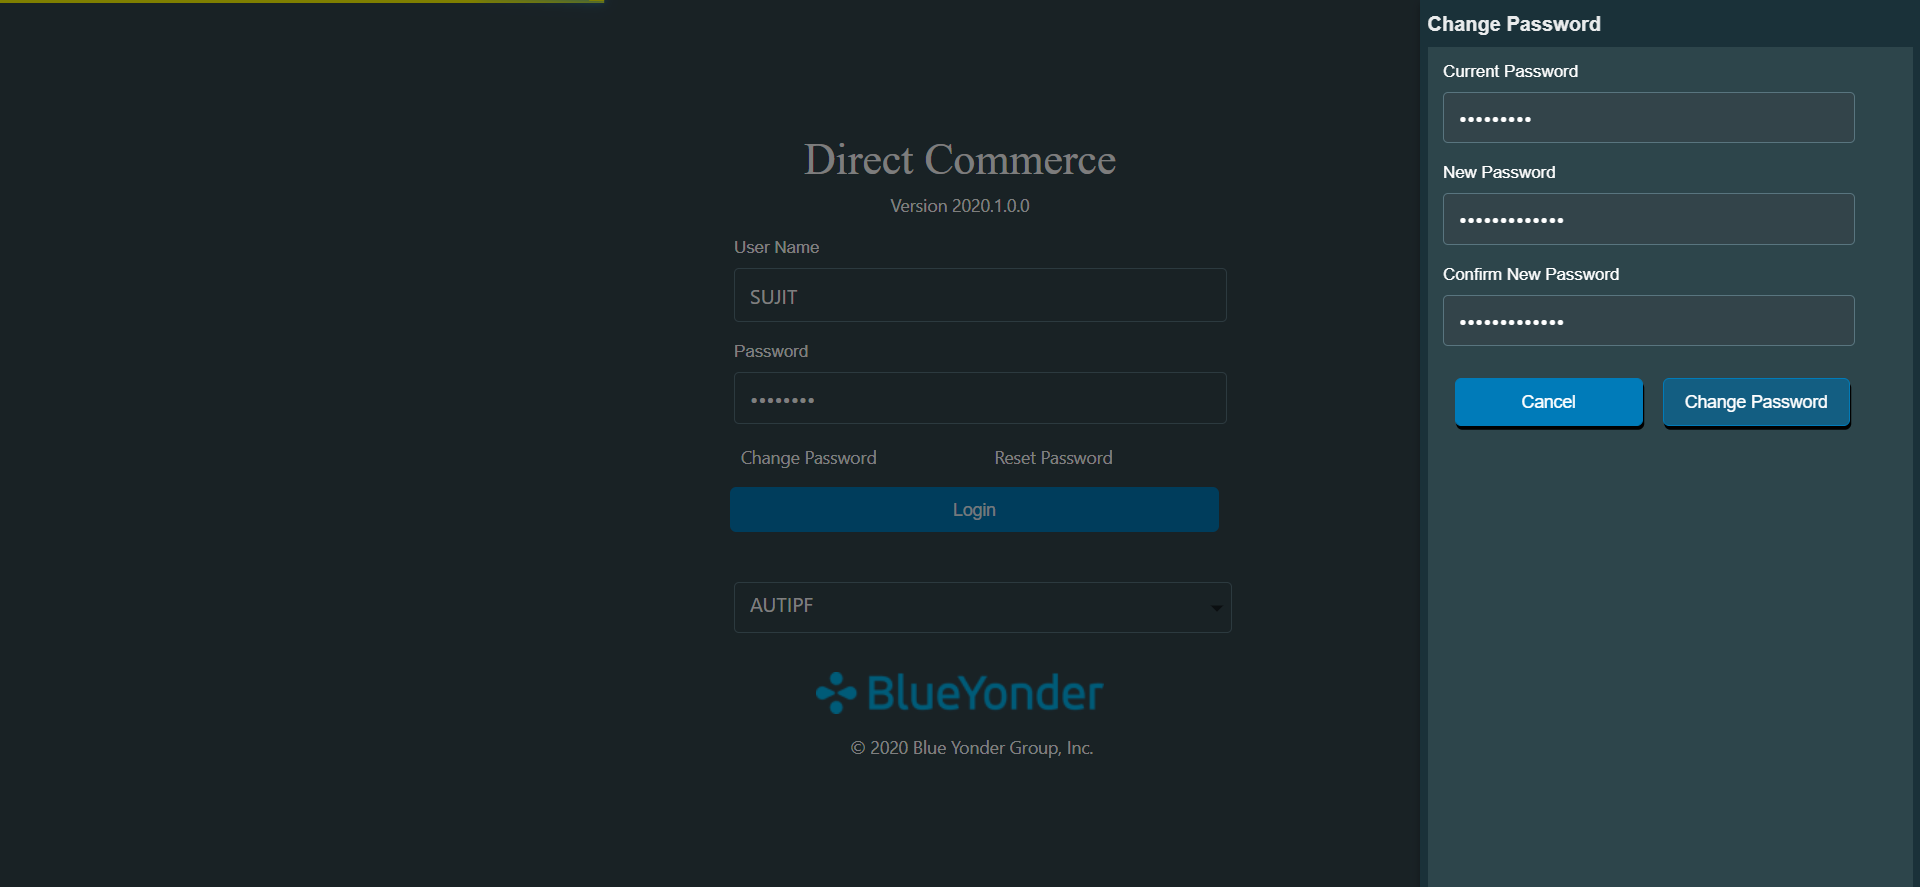 Direct Commerce
Version 2020.1.0.0
User Name
SUJIT
Password
••••••••
Change Password
Reset Password
Login
AUTIPF
BlueYonder
© 2020 Blue Yonder Group, Inc.
Change Password
Current Password
•••••••••
New Password
•••••••••••••
Confirm New Password
•••••••••••••
Cancel
Change Password